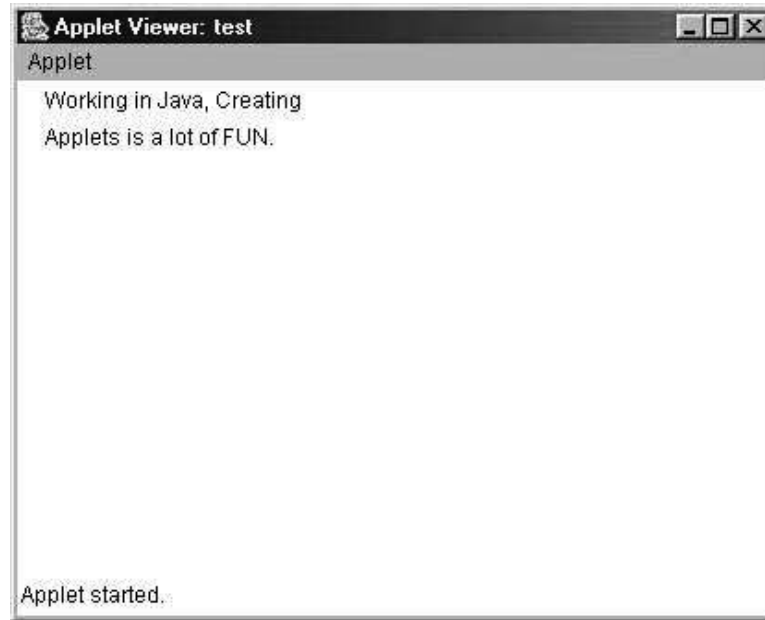 Applet Viewer: test
Applet
Working in Java, Creating
Applets is a lot of FUN.
Applet started.